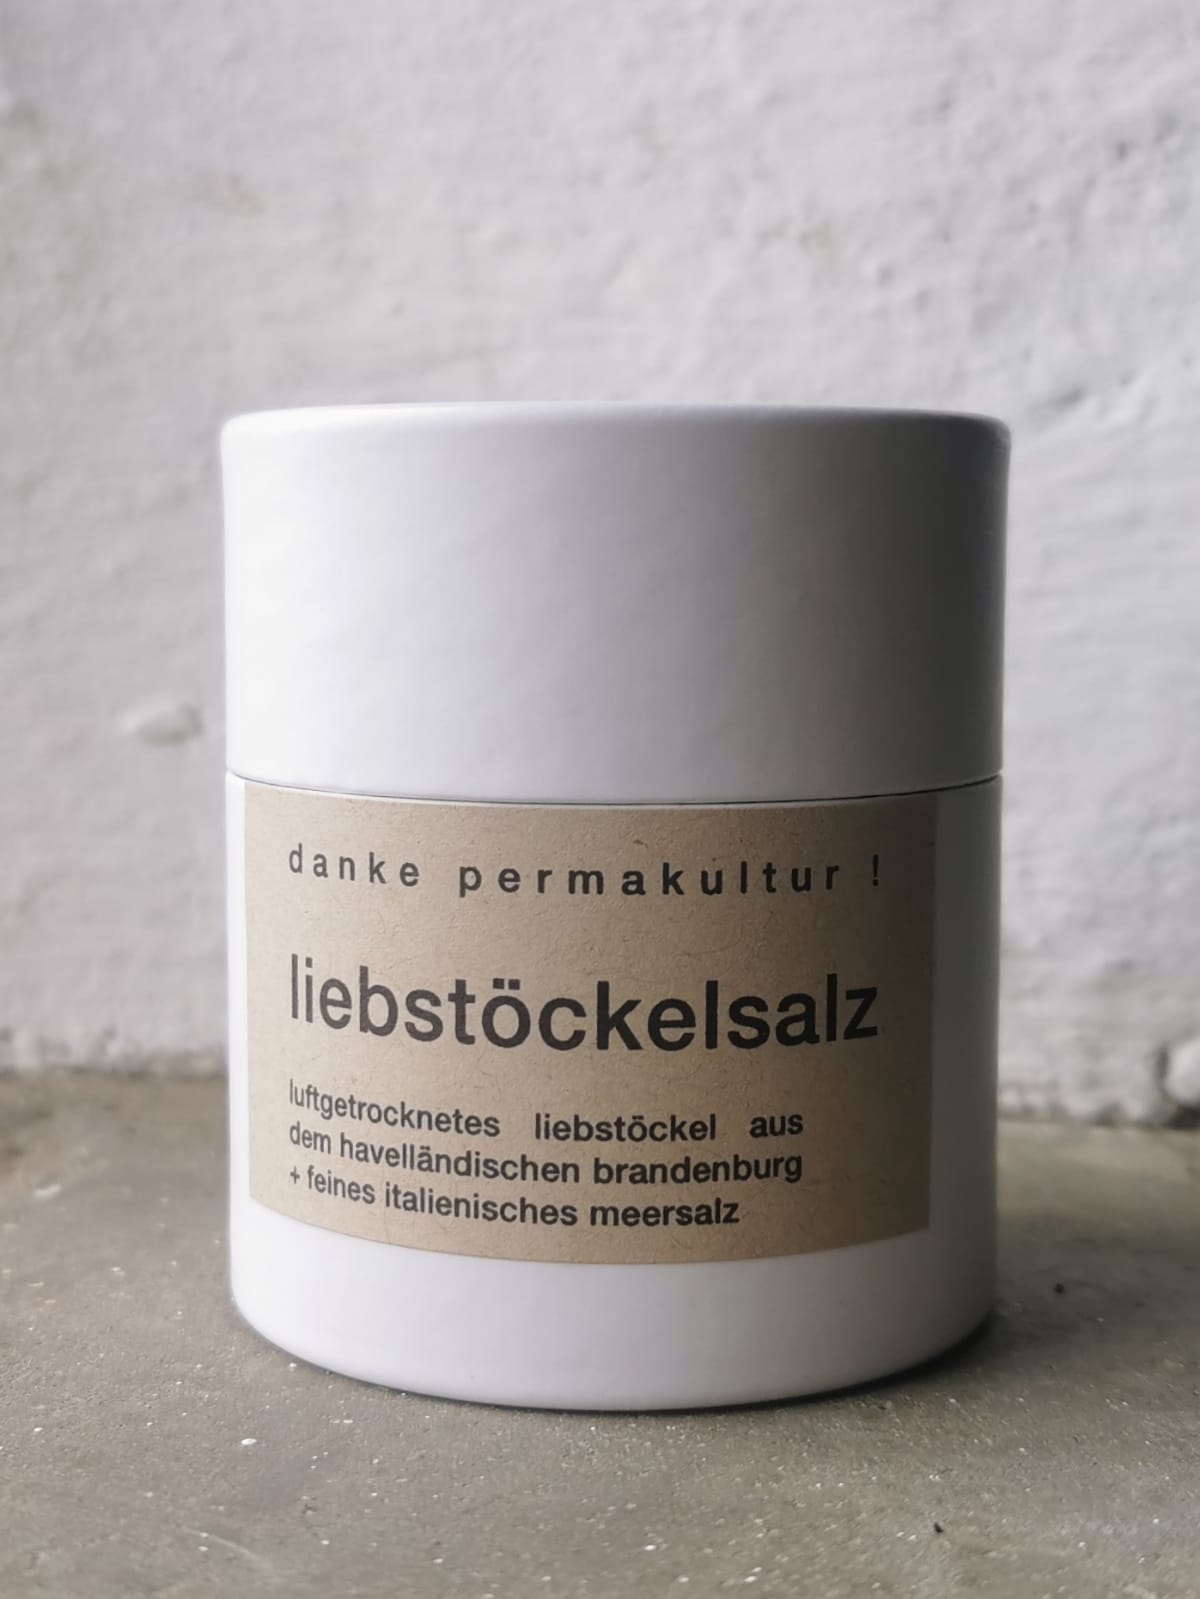 danke permakultur !
liebstöckelsalz
luftgetrocknetes liebstöckel aus
dem havelländischen brandenburg
+ feines italienisches meersalz